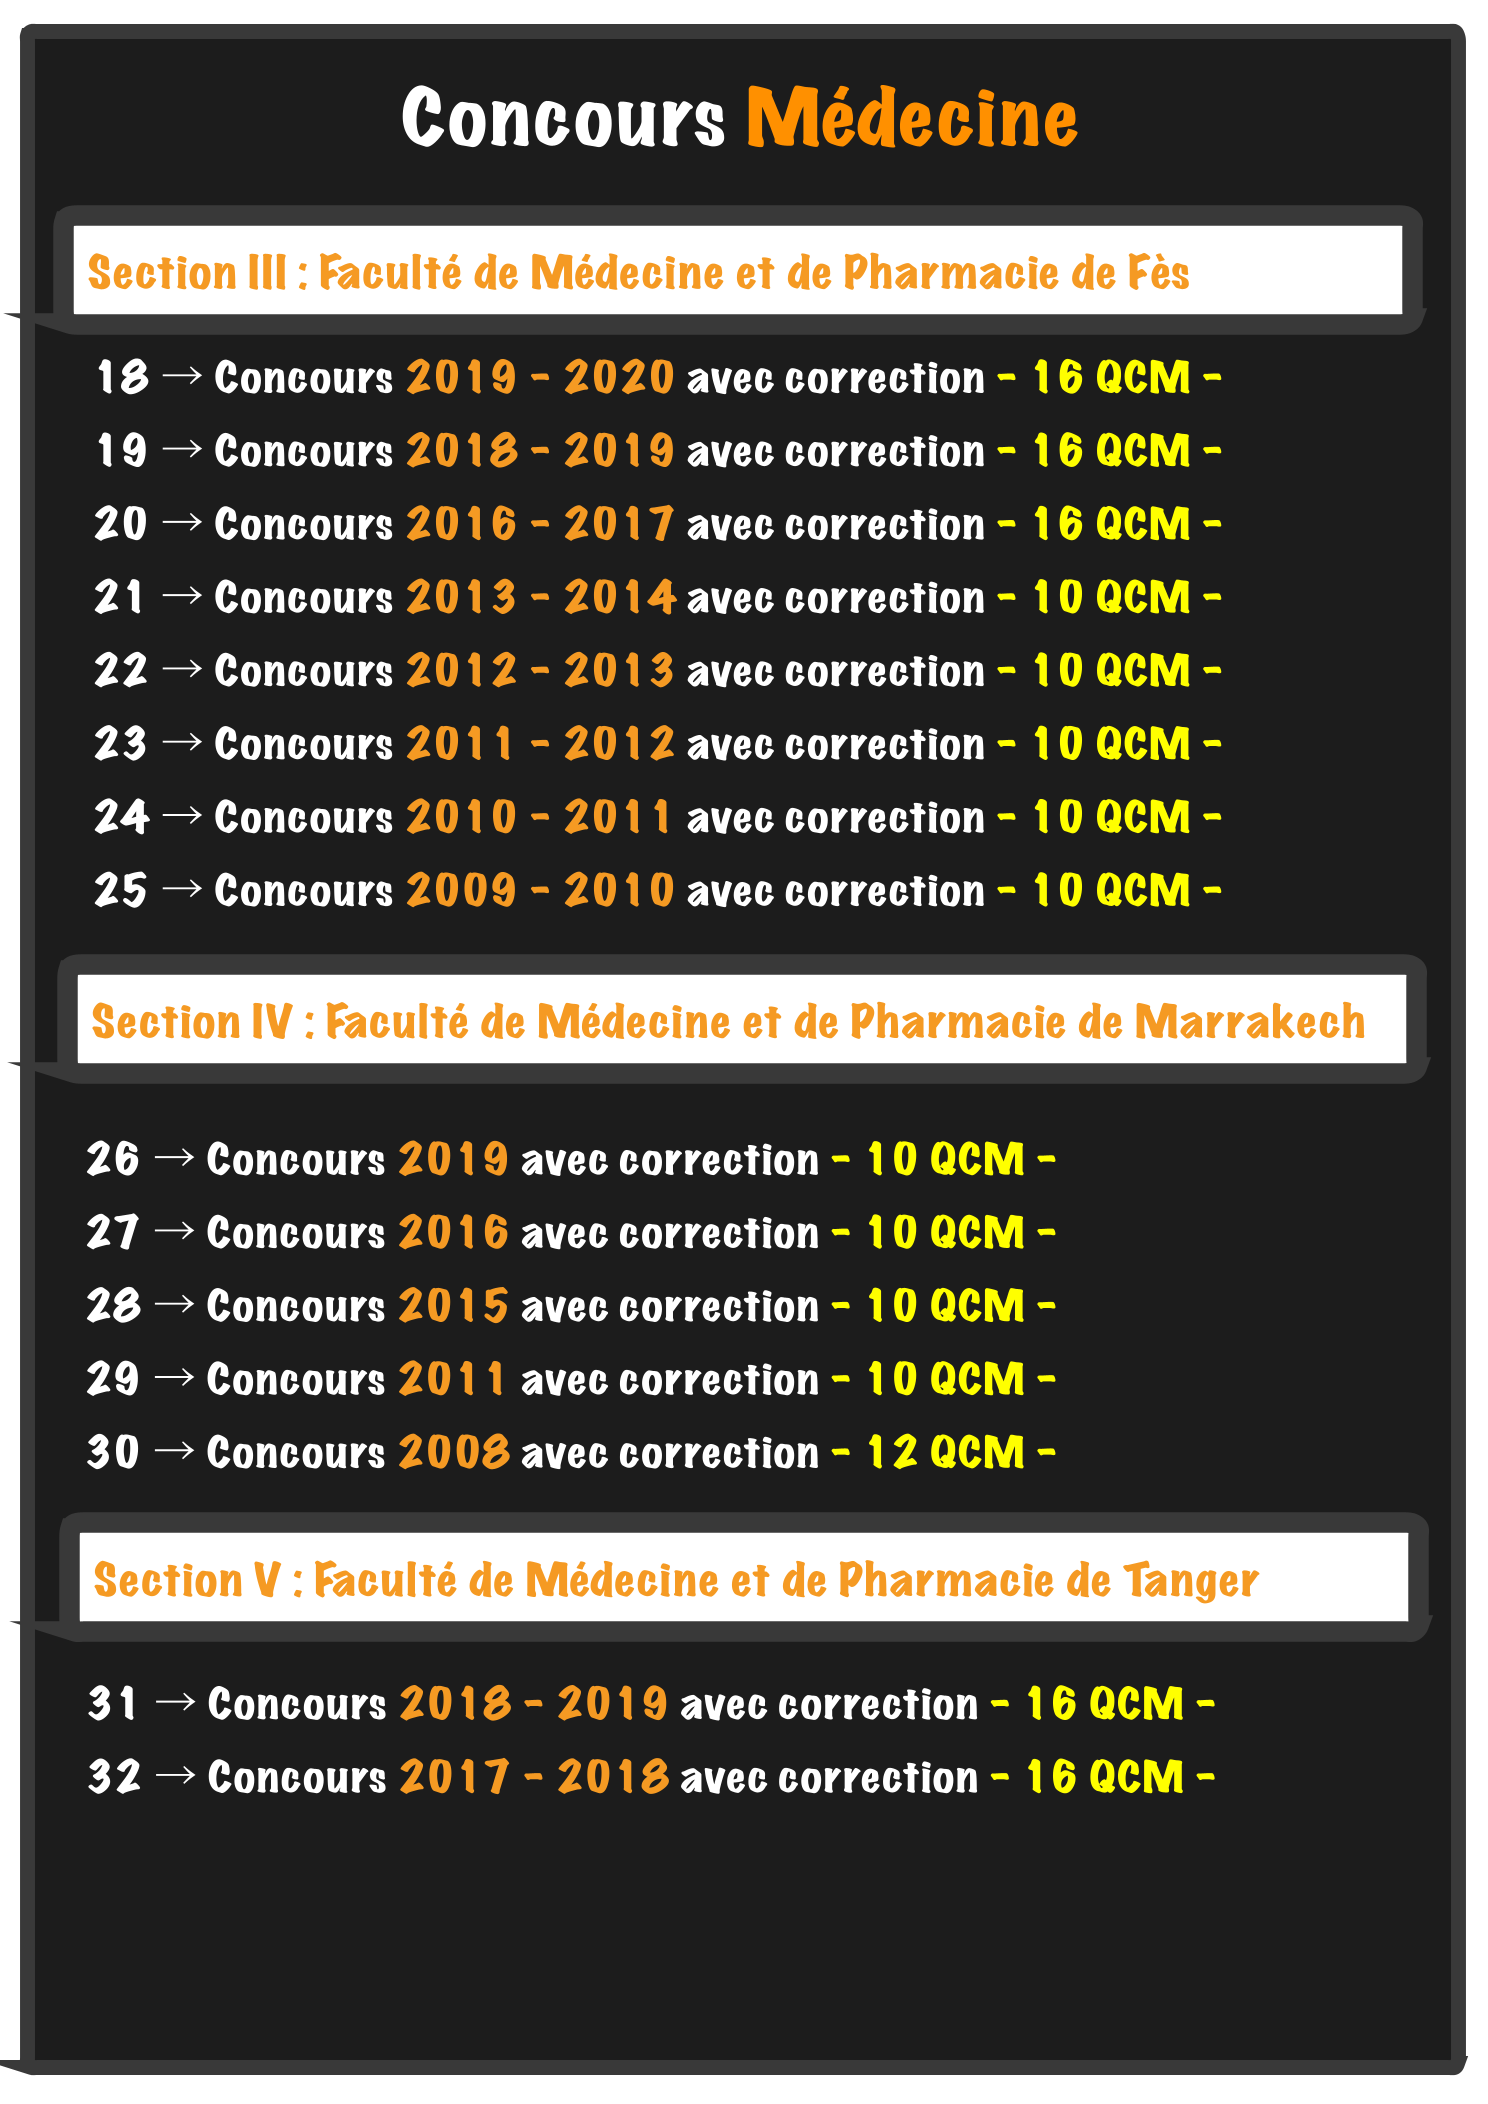 Concours Médecine
Section III : Faculté de Médecine et de Pharmacie de Fès
18 → Concours 2019 - 2020 avec correction - 16 QCM -
19 → Concours 2018 - 2019 avec correction - 16 QCM -
20 → Concours 2016 - 2017 avec correction - 16 QCM -
21 → Concours 2013 - 2014 avec correction - 10 QCM -
22 → Concours 2012 - 2013 avec correction - 10 QCM -
23 → Concours 2011 - 2012 avec correction - 10 QCM -
24 → Concours 2010 - 2011 avec correction - 10 QCM -
25 → Concours 2009 - 2010 avec correction - 10 QCM -
Section IV : Faculté de Médecine et de Pharmacie de Marrakech
26 → Concours 2019 avec correction - 10 QCM -
27 → Concours 2016 avec correction - 10 QCM -
28 → Concours 2015 avec correction - 10 QCM -
29 → Concours 2011 avec correction - 10 QCM -
30 → Concours 2008 avec correction - 12 QCM -
Section V : Faculté de Médecine et de Pharmacie de Tanger
31 → Concours 2018 - 2019 avec correction - 16 QCM -
32 → Concours 2017 - 2018 avec correction - 16 QCM -